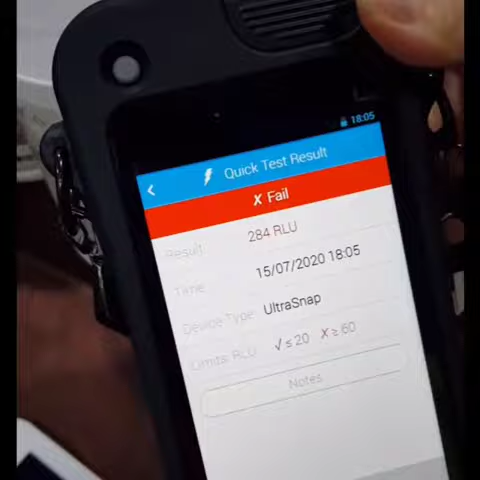 18:05
Quick Test Result
✗ Fail
Result 284 RLU
Time 15/07/2020 18:05
Device Type UltraSnap
Limits: RLU ✓≤20 ✗≥60
Notes